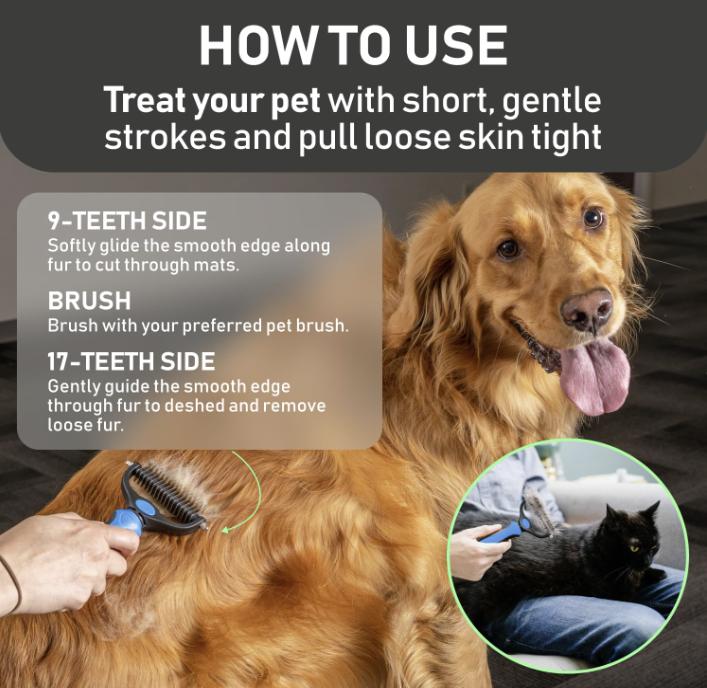 HOW TO USE
Treat your pet with short, gentle
strokes and pull loose skin tight
9-TEETH SIDE
Softly glide the smooth edge along
fur to cut through mats.
BRUSH
Brush with your preferred pet brush.
17-TEETH SIDE
Gently guide the smooth edge
through fur to deshed and remove
loose fur.